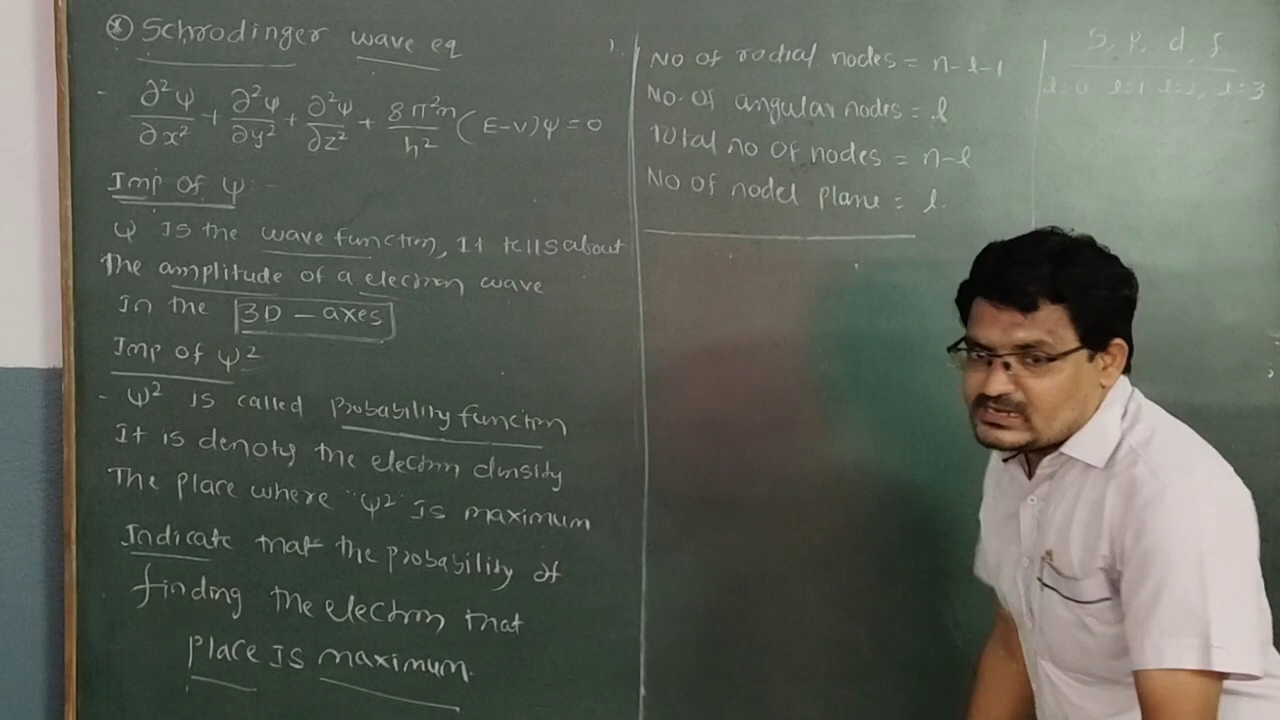 Schrodinger wave eq
- ∂²ψ/∂x² + ∂²ψ/∂y² + ∂²ψ/∂z² + 8π²m/h² (E-V)ψ = 0
Imp of ψ :-
ψ Is the wave function, It tells about
The amplitude of a electron wave
In the 3D - axes
Imp of ψ²
- ψ² is called Probability function
It is denotes the electron density
The place where "ψ²" is maximum
Indicate that the probability of
finding the electron that
place is maximum.
No of radial nodes = n-l-1
No. of angular nodes = l
Total no of nodes = n-l
No of nodel plane = l.
S, P, d, f,
l=0 l=1 l=2, l=3